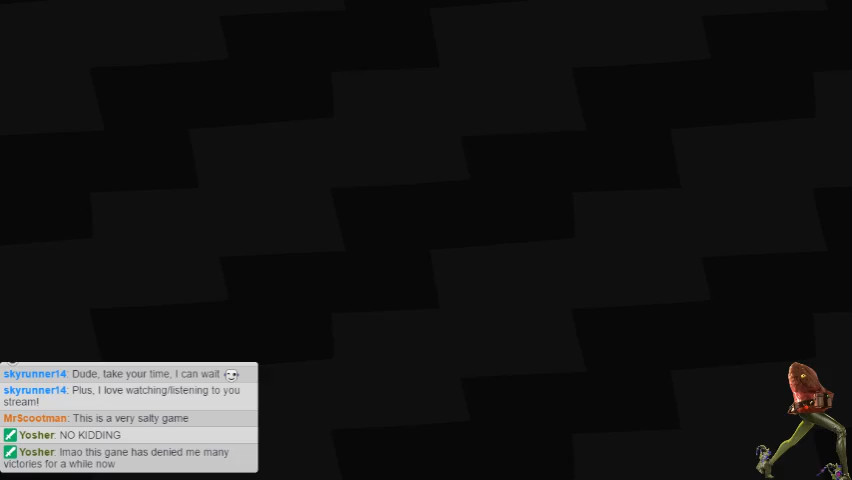 skyrunner14: Dude, take your time, I can wait
skyrunner14: Plus, I love watching/listening to you
stream!
MrScootman: This is a very salty game
Yosher: NO KIDDING
Yosher: lmao this gane has denied me many
victories for a while now